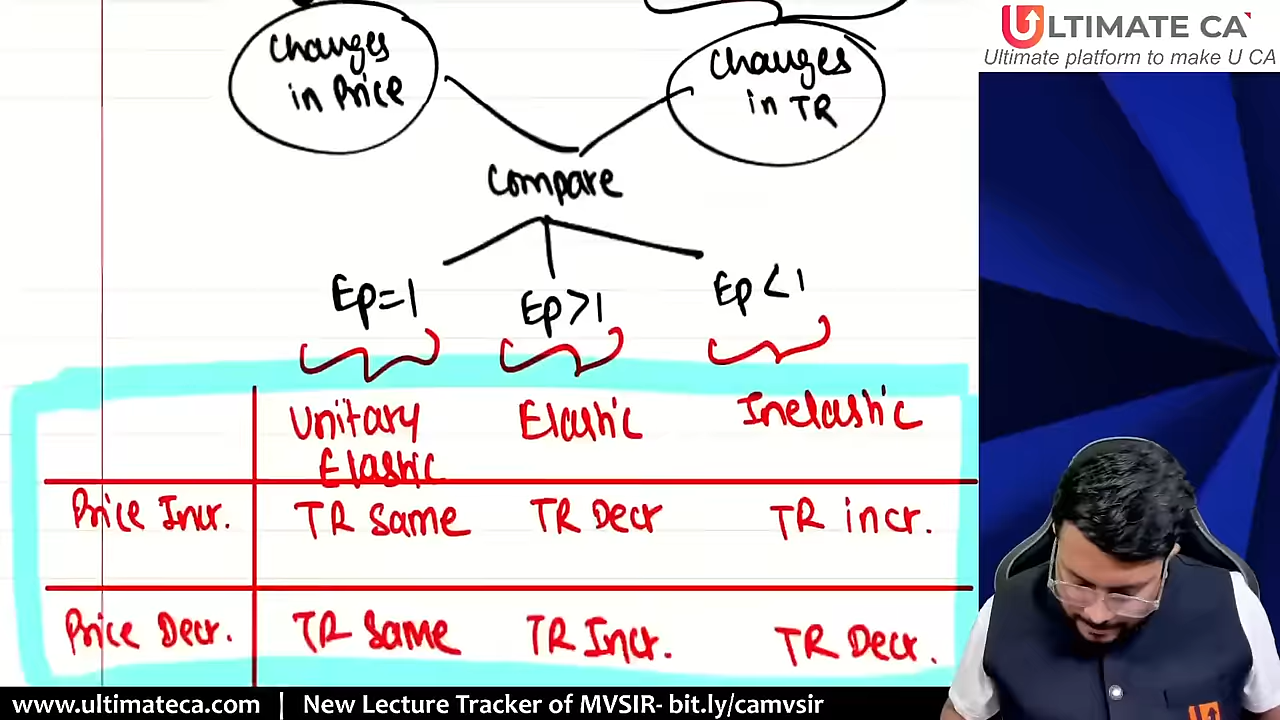 Changes
in Price
Changes
in TR
Compare
Ep=1
Ep>1
Ep<1
Unitary
Elastic
Elastic
Inelastic
Price Incr.
TR Same
TR Decr
TR incr.
Price Decr.
TR Same
TR Incr.
TR Decr.
ULTIMATE CA
Ultimate platform to make U CA
www.ultimateca.com | New Lecture Tracker of MVSIR- bit.ly/camvsir